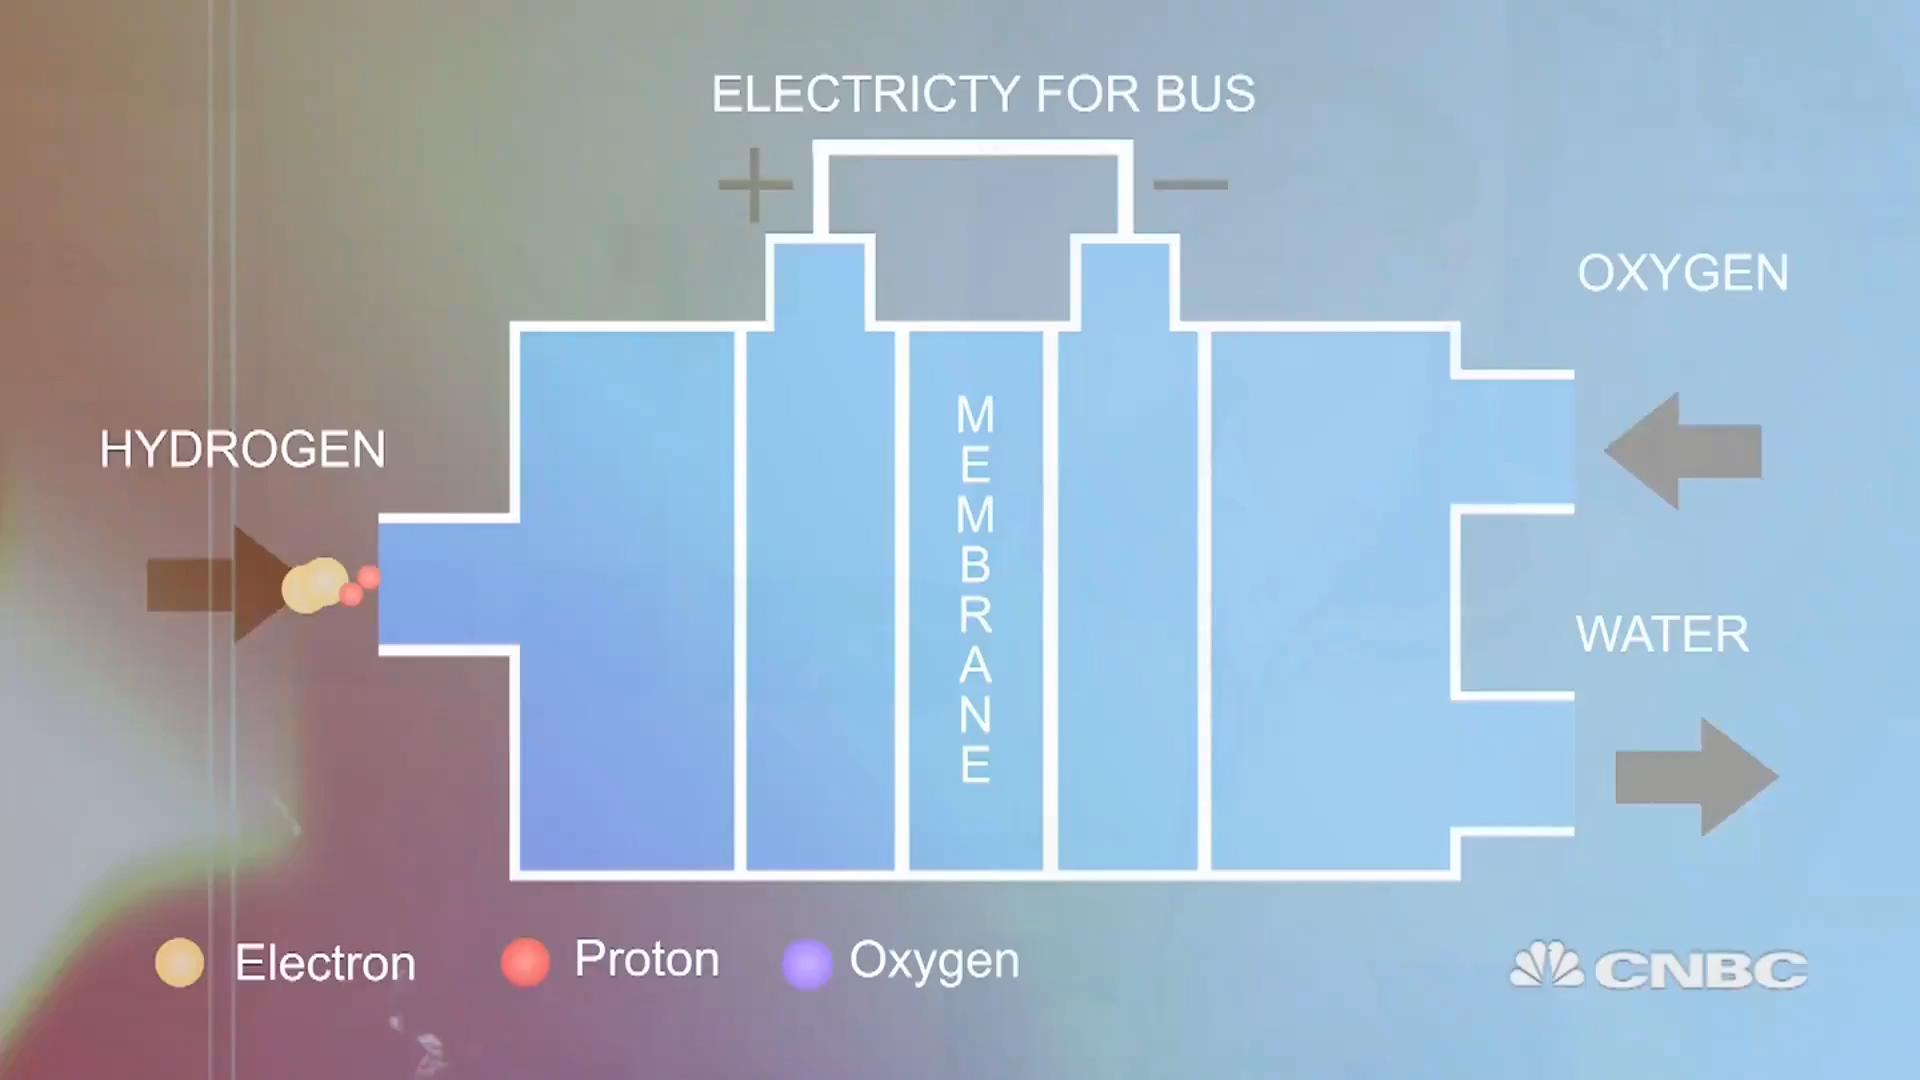 ELECTRICTY FOR BUS
OXYGEN
HYDROGEN
MEMBRANE
WATER
Electron
Proton
Oxygen
CNBC